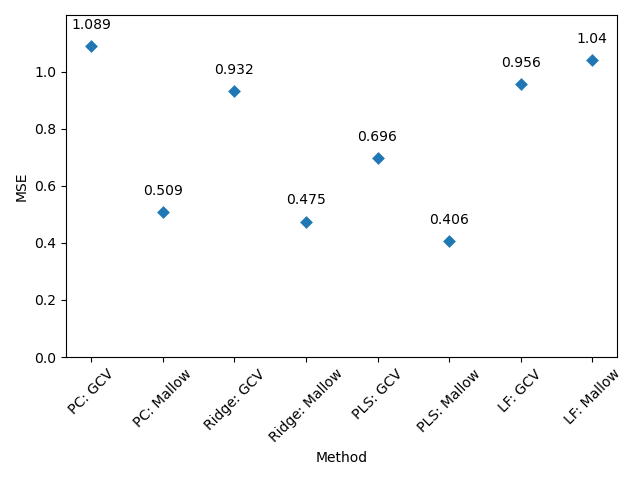 1.089
1.04
0.956
0.932
0.696
0.509
0.475
0.406
1.0
0.8
0.6
0.4
0.2
0.0
MSE
PC: GCV
PC: Mallow
Ridge: GCV
Ridge: Mallow
PLS: GCV
PLS: Mallow
LF: GCV
LF: Mallow
Method